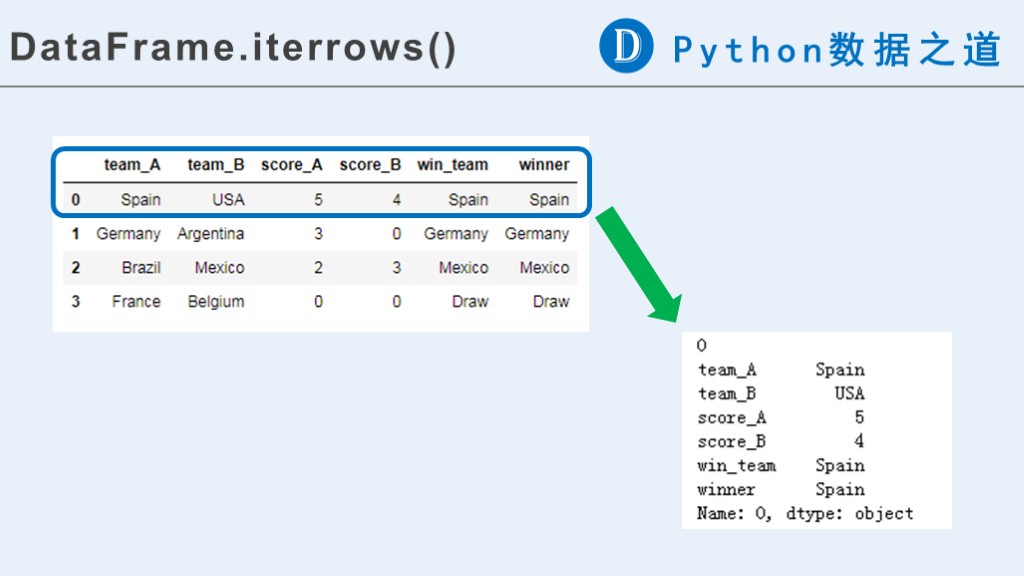 DataFrame.iterrows()
D Python数据之道
team_A team_B score_A score_B win_team winner
0 Spain USA 5 4 Spain Spain
1 Germany Argentina 3 0 Germany Germany
2 Brazil Mexico 2 3 Mexico Mexico
3 France Belgium 0 0 Draw Draw
0
team_A Spain
team_B USA
score_A 5
score_B 4
win_team Spain
winner Spain
Name: 0, dtype: object